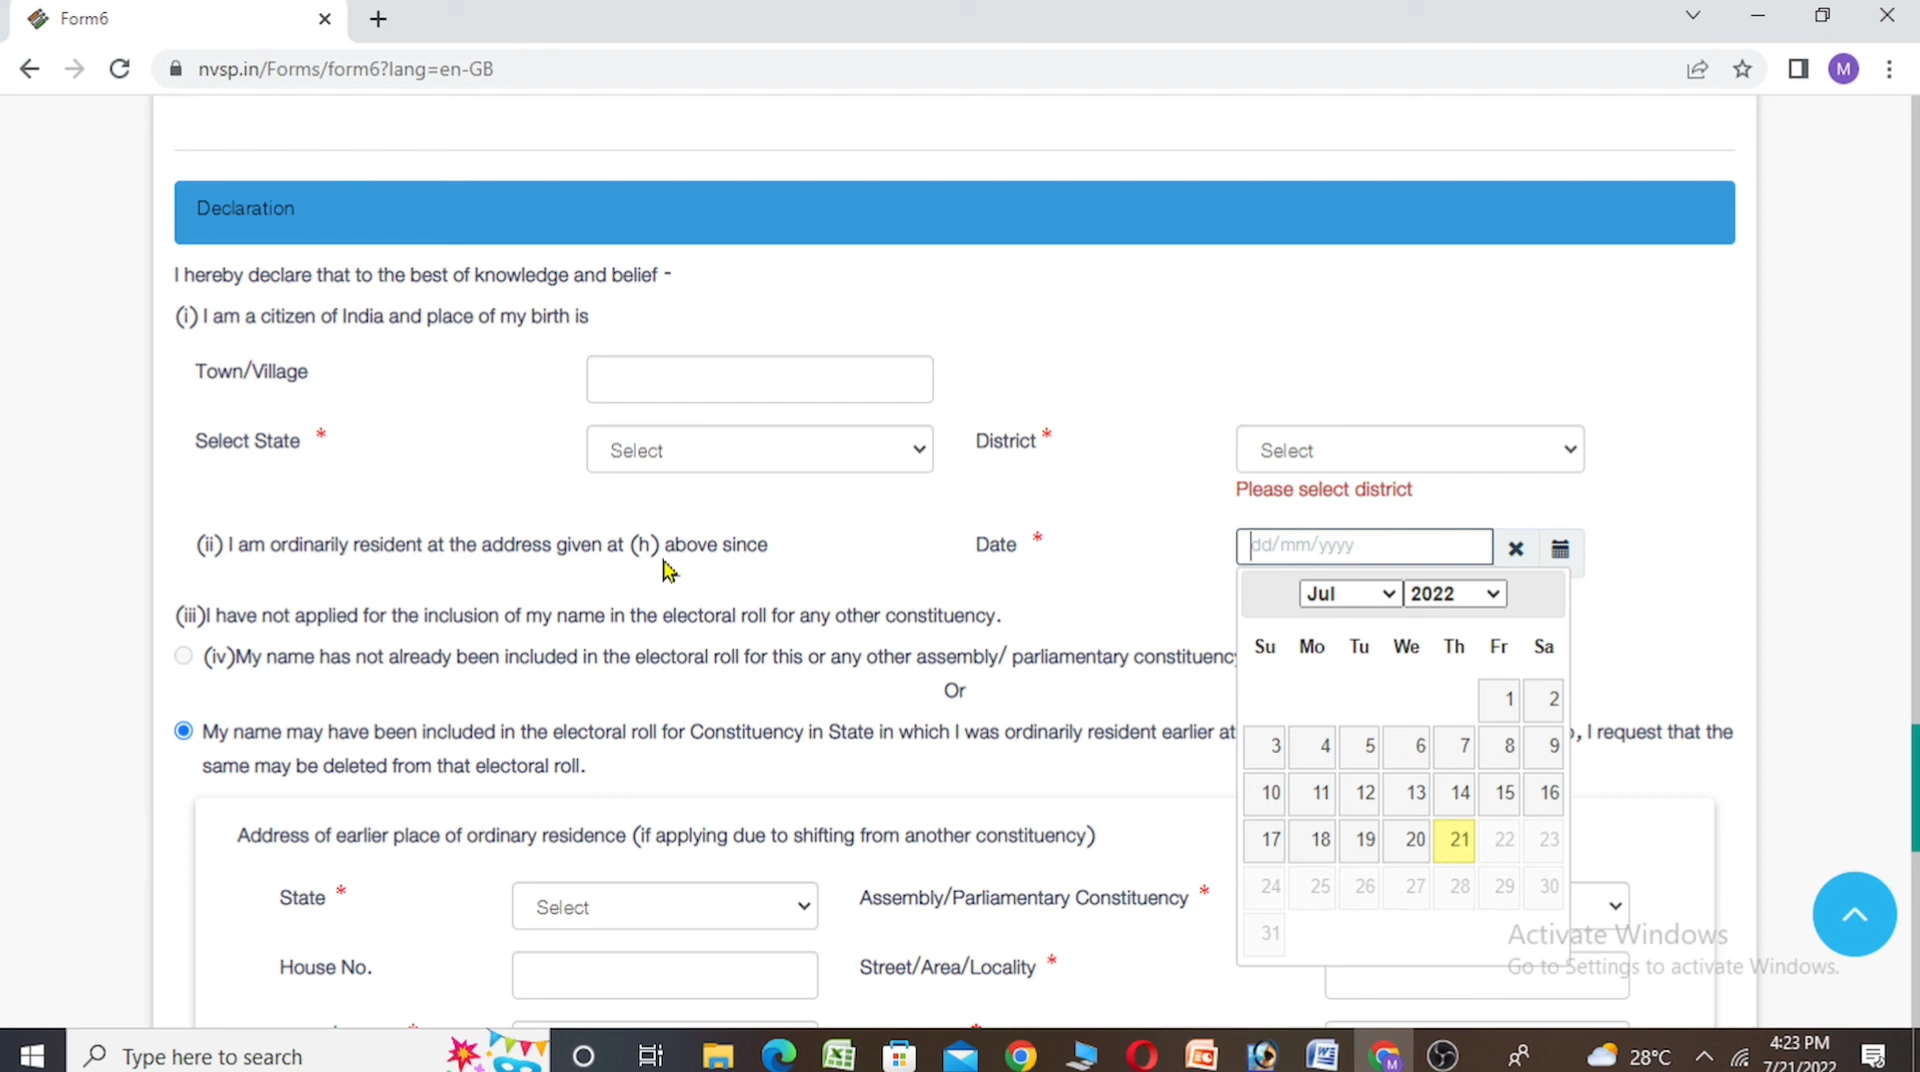 Form6
nvsp.in/Forms/form6?lang=en-GB
M
Declaration
I hereby declare that to the best of knowledge and belief -
(i) I am a citizen of India and place of my birth is
Town/Village
Select State * Select District * Select
Please select district
(ii) I am ordinarily resident at the address given at (h) above since Date * dd/mm/yyyy
Jul 2022
Su Mo Tu We Th Fr Sa
1 2
3 4 5 6 7 8 9
10 11 12 13 14 15 16
17 18 19 20 21 22 23
24 25 26 27 28 29 30
31
(iii)I have not applied for the inclusion of my name in the electoral roll for any other constituency.
(iv)My name has not already been included in the electoral roll for this or any other assembly/ parliamentary constituency
Or
My name may have been included in the electoral roll for Constituency in State in which I was ordinarily resident earlier at , I request that the
same may be deleted from that electoral roll.
Address of earlier place of ordinary residence (if applying due to shifting from another constituency)
State * Select Assembly/Parliamentary Constituency *
House No. Street/Area/Locality *
Activate Windows
Go to Settings to activate Windows.
Type here to search
28°C
4:23 PM
7/21/2022